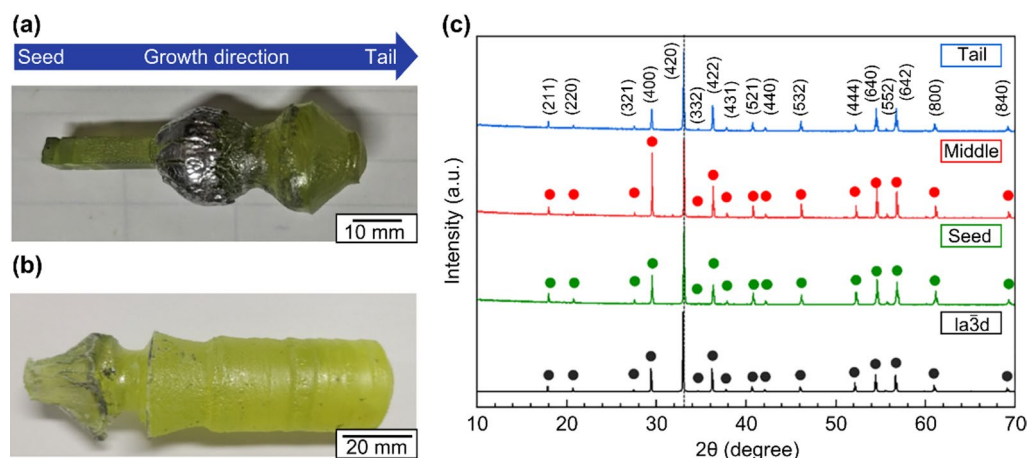 (a)
Seed Growth direction Tail
10 mm
(b)
20 mm
(c)
Tail
(211) (220) (321) (400) (420) (332) (422) (431) (521) (440) (532) (444) (640) (552) (642) (800) (840)
Middle
Seed
Ia3̅d
Intensity (a.u.)
10 20 30 40 50 60 70
2θ (degree)